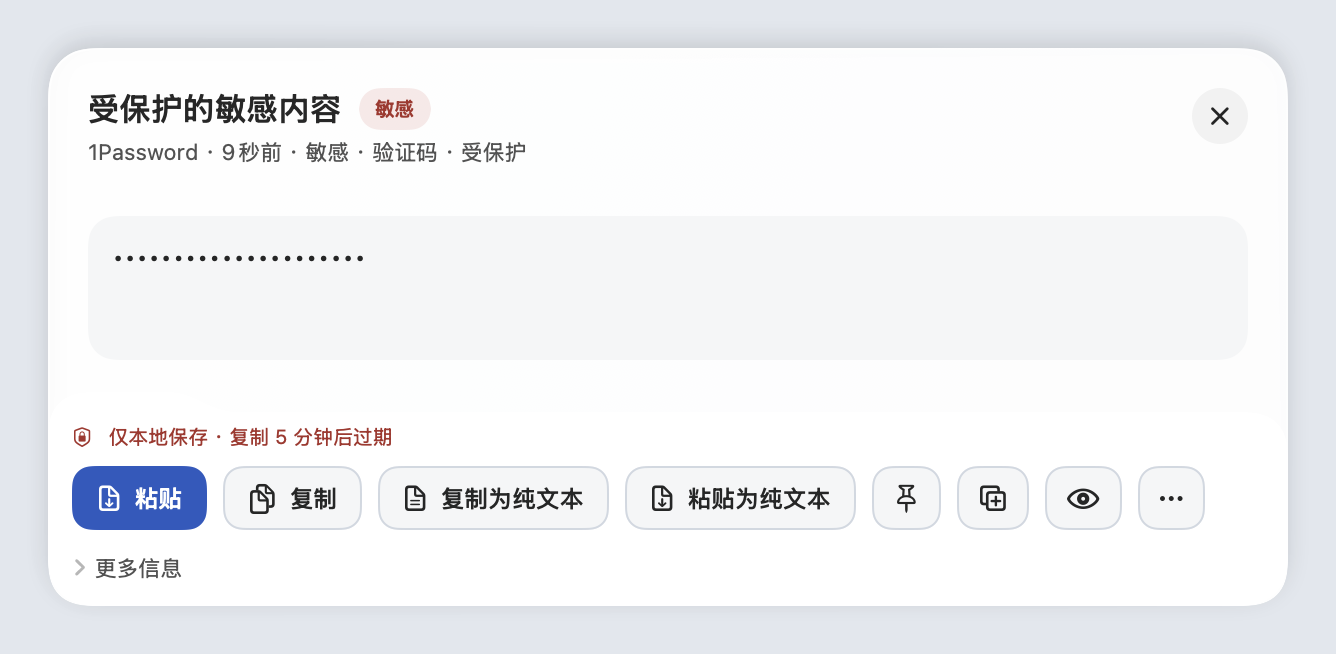 受保护的敏感内容 敏感
1Password · 9秒前 · 敏感 · 验证码 · 受保护
•••••••••••••••••••••
仅本地保存 · 复制 5 分钟后过期
粘贴 复制 复制为纯文本 粘贴为纯文本
更多信息